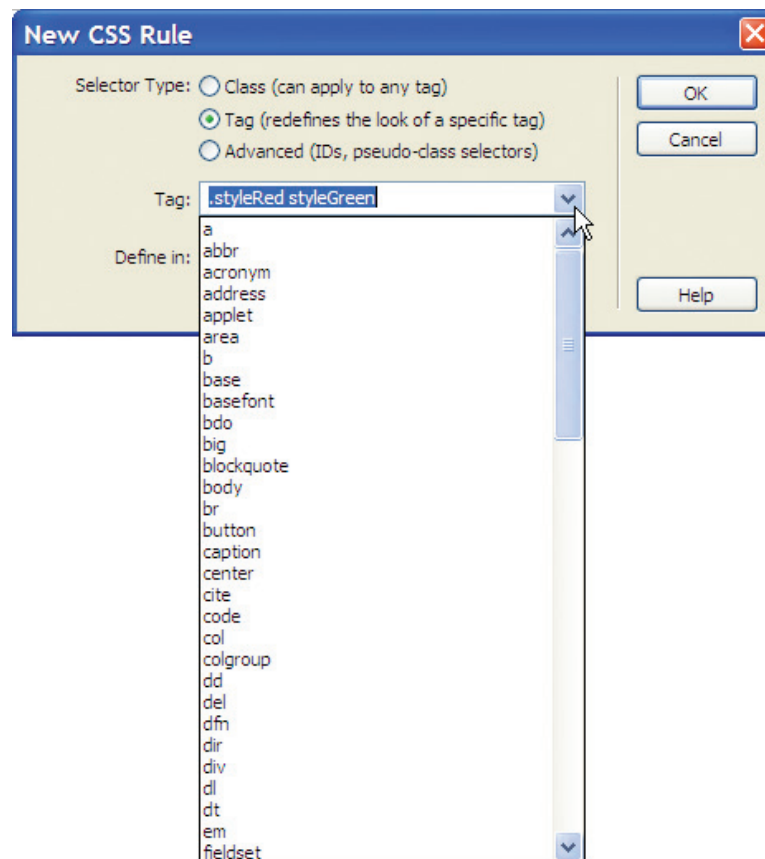 New CSS Rule
Selector Type: Class (can apply to any tag)
Tag (redefines the look of a specific tag)
Advanced (IDs, pseudo-class selectors)
OK
Cancel
Tag: .styleRed styleGreen
Define in:
Help
a
abbr
acronym
address
applet
area
b
base
basefont
bdo
big
blockquote
body
br
button
caption
center
cite
code
col
colgroup
dd
del
dfn
dir
div
dl
dt
em
fieldset